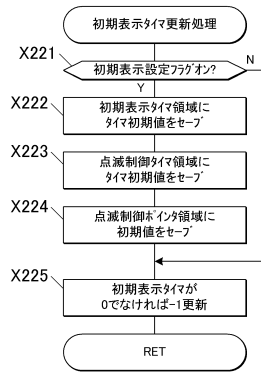 初期表示タイマ更新処理
X221
初期表示設定フラグオン?
N
Y
X222
初期表示タイマ領域に
タイマ初期値をセーブ
X223
点滅制御タイマ領域に
タイマ初期値をセーブ
X224
点滅制御ポインタ領域に
初期値をセーブ
X225
初期表示タイマが
0でなければ-1更新
RET